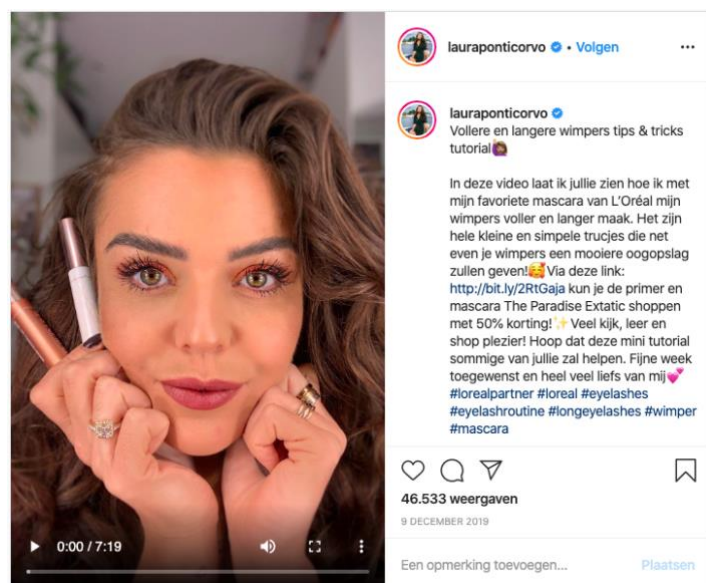 lauraponticorvo • Volgen
lauraponticorvo
Vollere en langere wimpers tips & tricks
tutorial
In deze video laat ik jullie zien hoe ik met
mijn favoriete mascara van L'Oréal mijn
wimpers voller en langer maak. Het zijn
hele kleine en simpele trucjes die net
even je wimpers een mooiere oogopslag
zullen geven! Via deze link:
http://bit.ly/2RtGaja kun je de primer en
mascara The Paradise Extatic shoppen
met 50% korting! Veel kijk, leer en
shop plezier! Hoop dat deze mini tutorial
sommige van jullie zal helpen. Fijne week
toegewenst en heel veel liefs van mij
#lorealpartner #loreal #eyelashes
#eyelashroutine #longeyelashes #wimper
#mascara
46.533 weergaven
9 DECEMBER 2019
0:00 / 7:19
Een opmerking toevoegen... Plaatsen